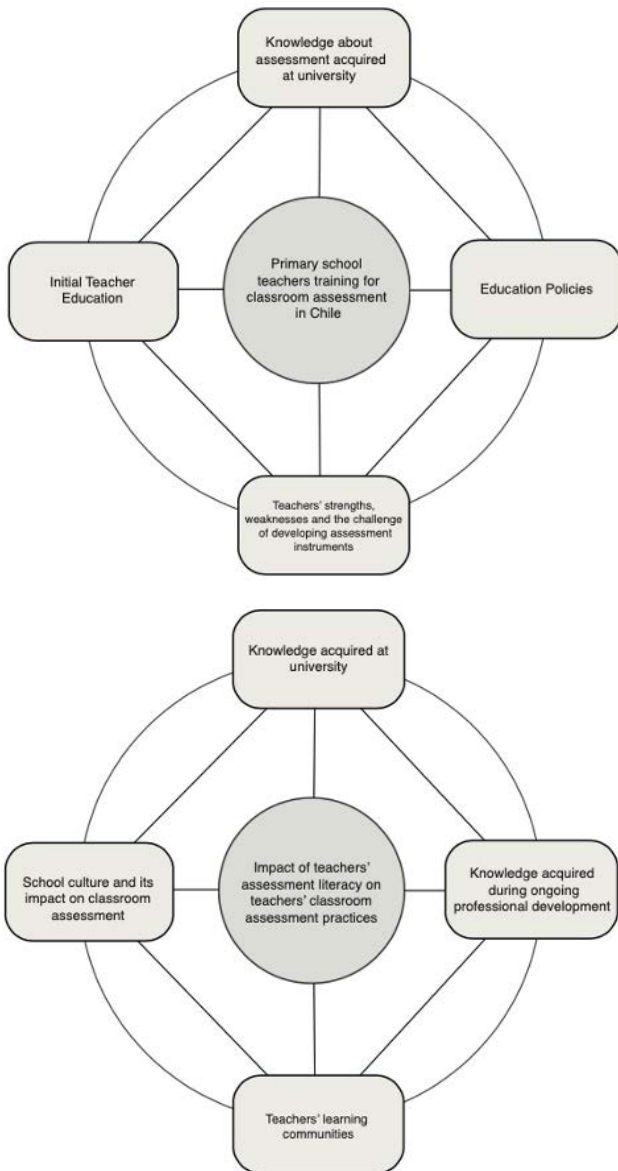 Knowledge about
assessment acquired
at university
Initial Teacher
Education
Primary school
teachers training for
classroom assessment
in Chile
Education Policies
Teachers' strengths,
weaknesses and the challenge
of developing assessment
instruments
Knowledge acquired at
university
School culture and its
impact on classroom
assessment
Impact of teachers'
assessment literacy on
teachers' classroom
assessment practices
Knowledge acquired
during ongoing
professional development
Teachers' learning
communities